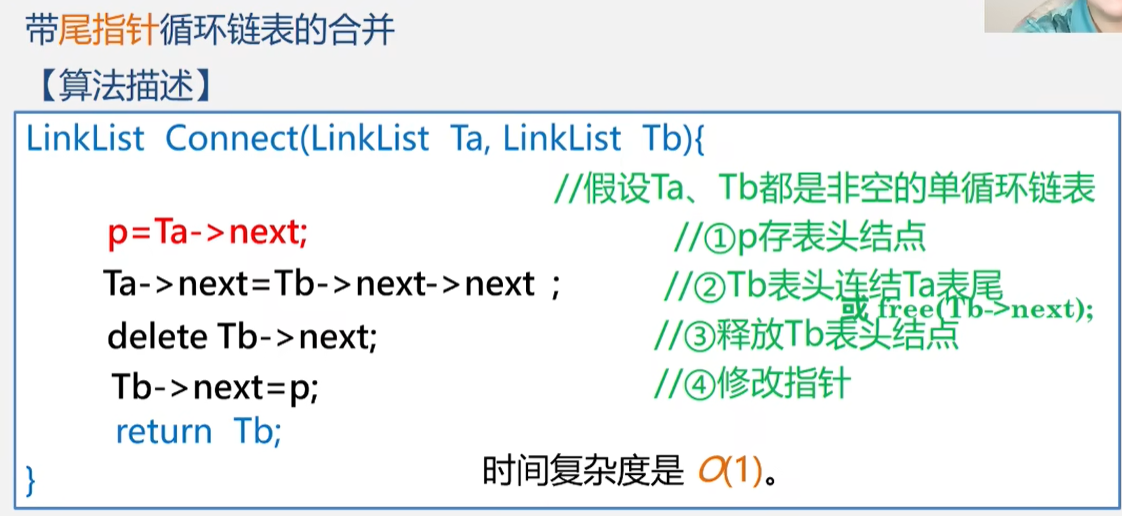 带尾指针循环链表的合并
【算法描述】
LinkList Connect(LinkList Ta, LinkList Tb){
//假设Ta、Tb都是非空的单循环链表
p=Ta->next; //①p存表头结点
Ta->next=Tb->next->next ; //②Tb表头连结Ta表尾
或 free(Tb->next);
delete Tb->next; //③释放Tb表头结点
Tb->next=p; //④修改指针
return Tb;
}
时间复杂度是 O(1)。